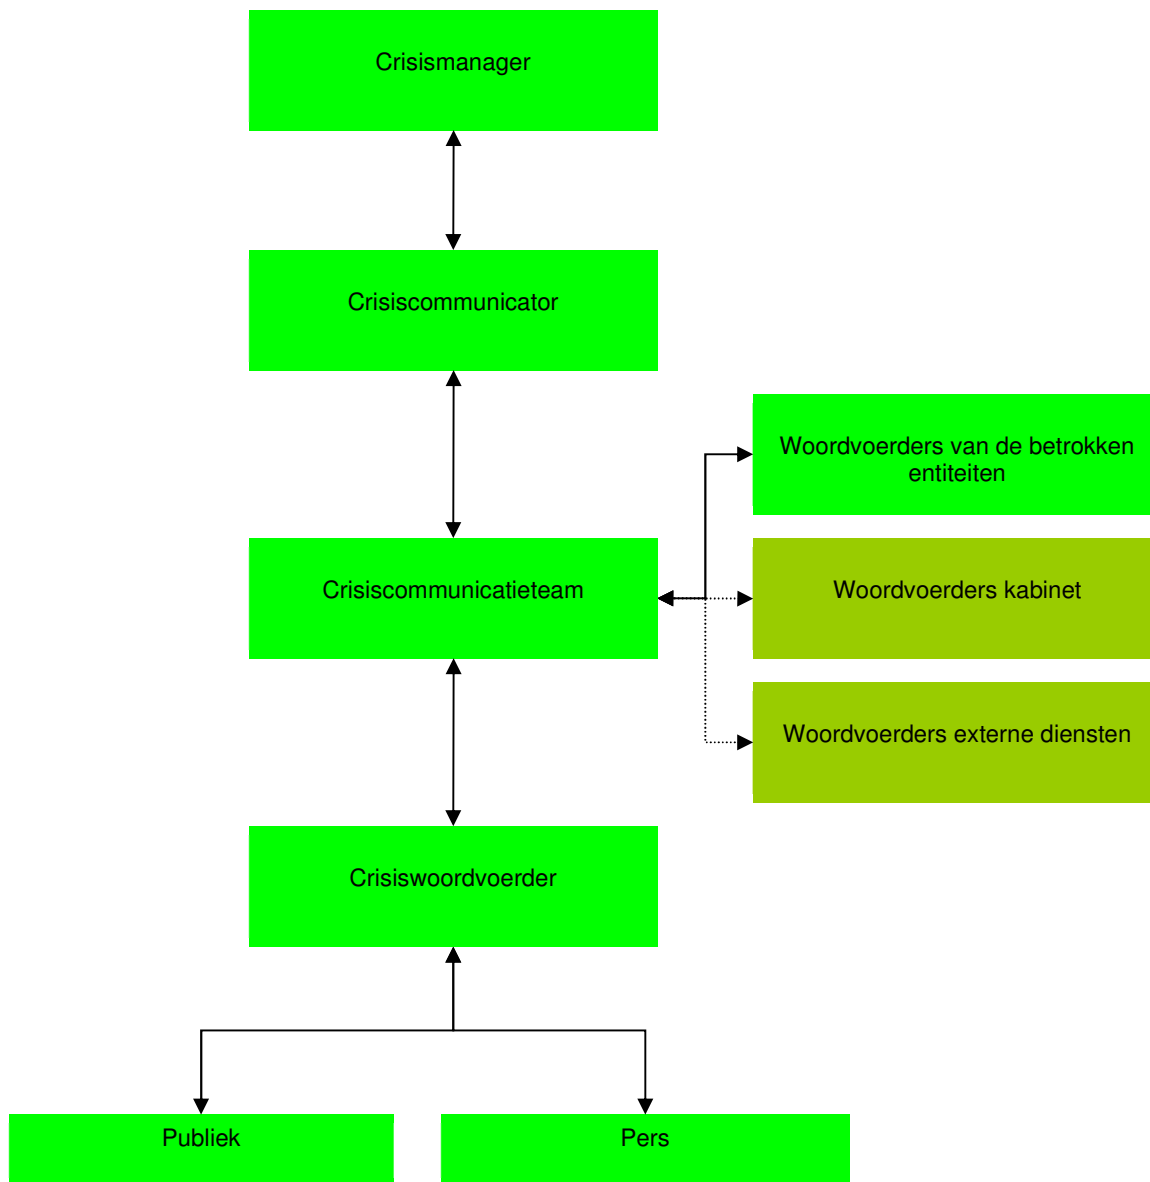 Crisismanager
Crisiscommunicator
Woordvoerders van de betrokken
entiteiten
Crisiscommunicatieteam
Woordvoerders kabinet
Woordvoerders externe diensten
Crisiswoordvoerder
Publiek
Pers